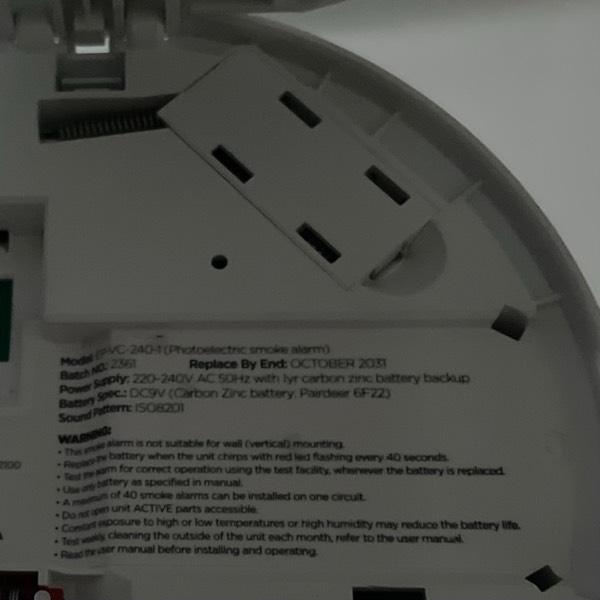 Model: PVC-240-1 (Photoelectric smoke alarm)
Batch NO: 2361 Replace By End: OCTOBER 2031
Power Supply: 220-240V AC 50Hz with 1yr carbon zinc battery backup
Battery Spec.: DC9V (Carbon Zinc battery: Pairdeer 6F22)
Sound Pattern: ISO8201
WARNING:
• This smoke alarm is not suitable for wall (vertical) mounting.
• Replace the battery when the unit chirps with red led flashing every 40 seconds.
• Test the alarm for correct operation using the test facility, whenever the battery is replaced.
• Use only battery as specified in manual.
• A maximum of 40 smoke alarms can be installed on one circuit.
• Do not open unit ACTIVE parts accessible.
• Constant exposure to high or low temperatures or high humidity may reduce the battery life.
• Test weekly, cleaning the outside of the unit each month, refer to the user manual.
• Read the user manual before installing and operating.